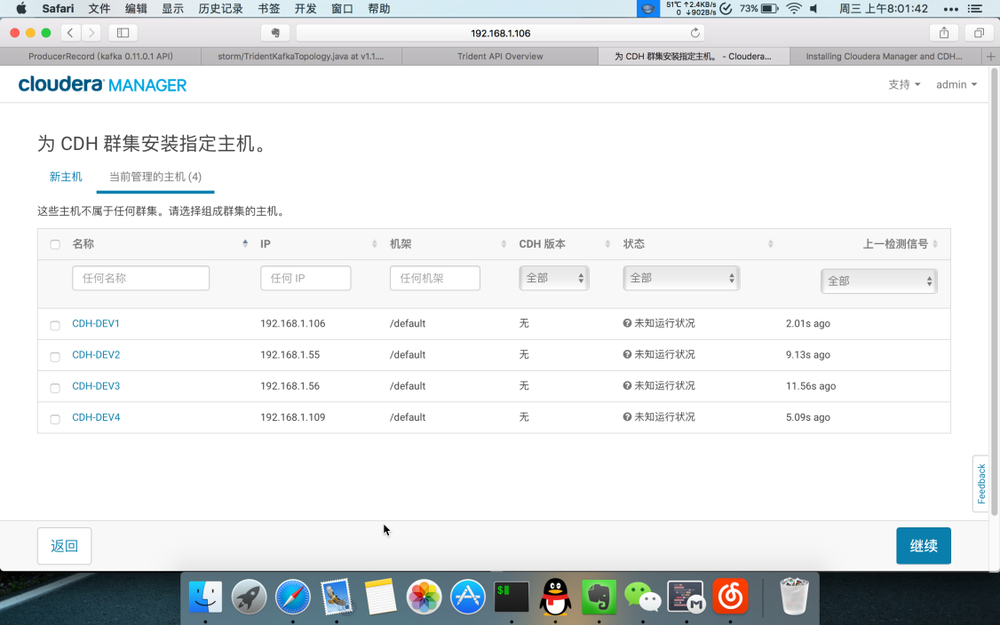 Safari 文件 编辑 显示 历史记录 书签 开发 窗口 帮助 51°C ↑2.4KB/s 0 ↓902B/s 73% 周三 上午8:01:42
192.168.1.106
ProducerRecord (kafka 0.11.0.1 API) storm/TridentKafkaTopology.java at v1.1.... Trident API Overview 为 CDH 群集安装指定主机。 - Cloudera... Installing Cloudera Manager and CDH...
cloudera MANAGER 支持 admin
为 CDH 群集安装指定主机。
新主机 当前管理的主机 (4)
这些主机不属于任何群集。请选择组成群集的主机。
名称 IP 机架 CDH 版本 状态 上一检测信号
任何名称 任何 IP 任何机架 全部 全部 全部
CDH-DEV1 192.168.1.106 /default 无 未知运行状况 2.01s ago
CDH-DEV2 192.168.1.55 /default 无 未知运行状况 9.13s ago
CDH-DEV3 192.168.1.56 /default 无 未知运行状况 11.56s ago
CDH-DEV4 192.168.1.109 /default 无 未知运行状况 5.09s ago
Feedback
返回 继续